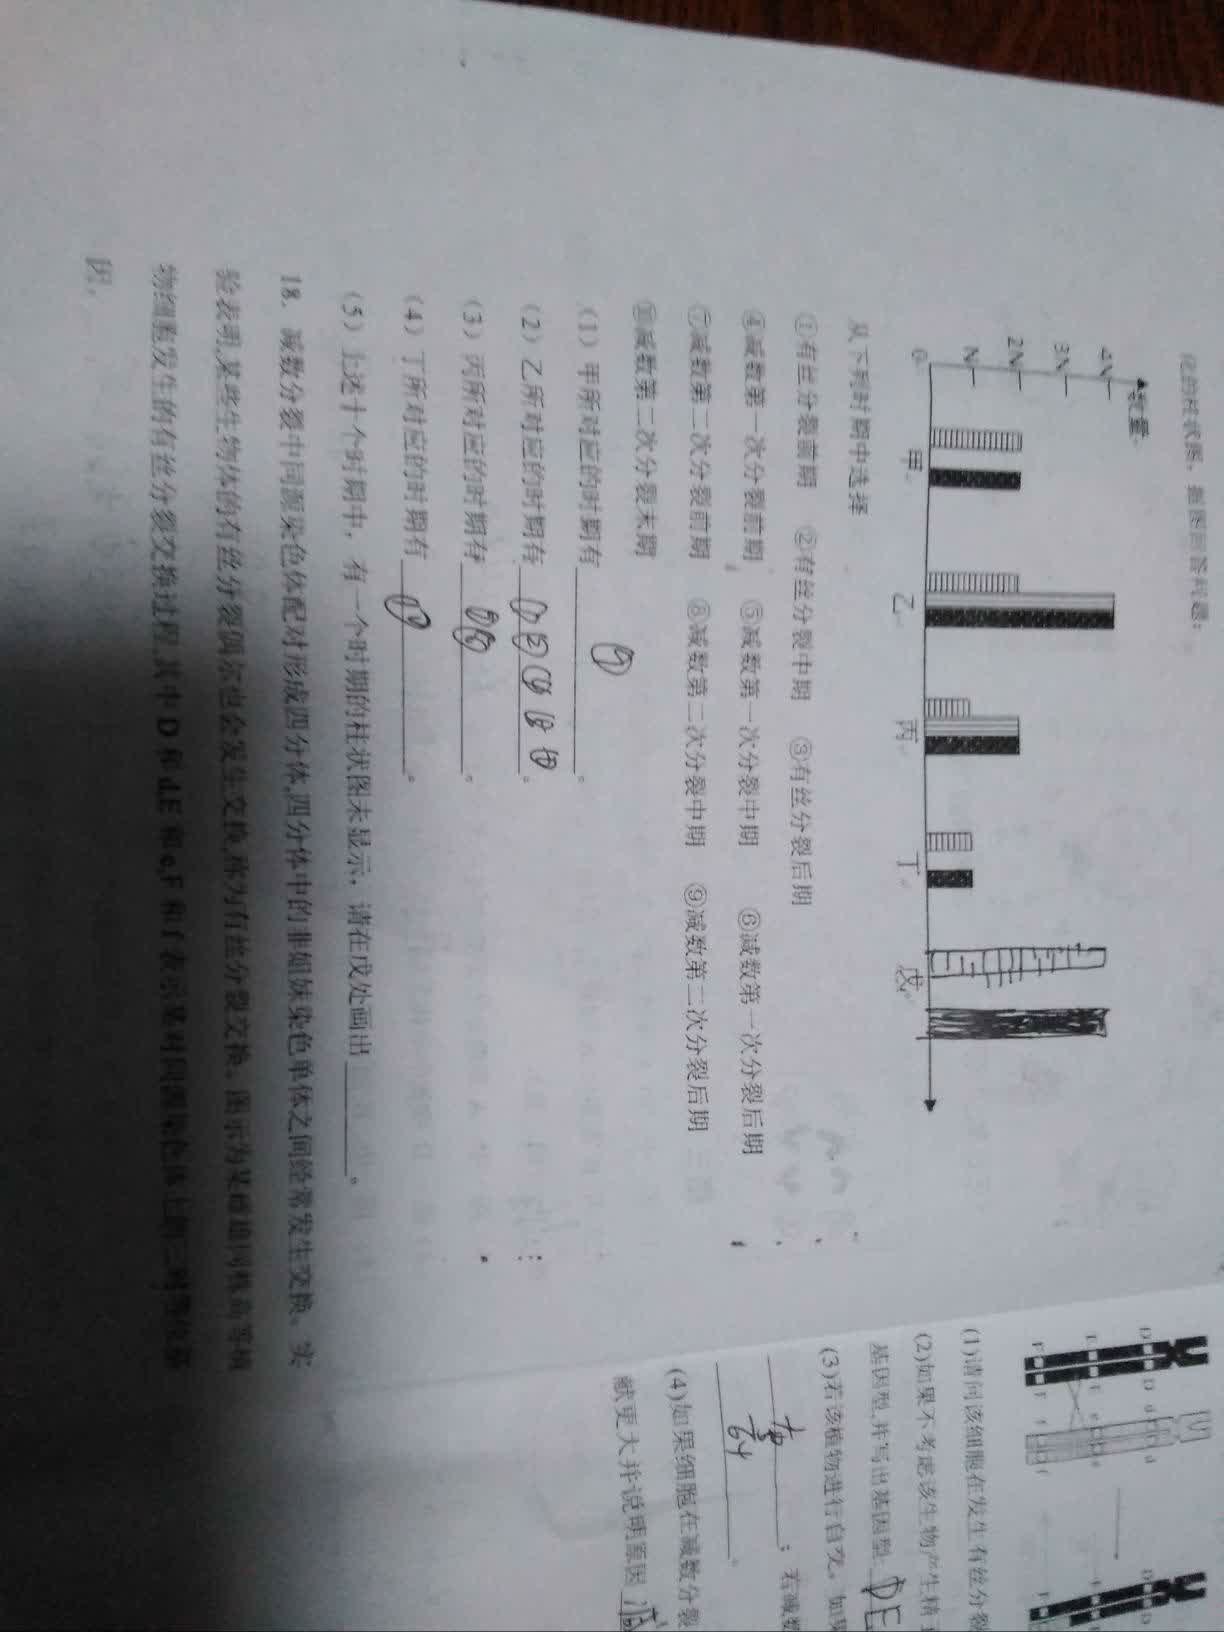 化的柱状图，据图回答问题：
数量
4N
3N
2N
N
0
甲 乙 丙 丁 戊
从下列时期中选择
①有丝分裂前期 ②有丝分裂中期 ③有丝分裂后期
④减数第一次分裂前期 ⑤减数第一次分裂中期 ⑥减数第一次分裂后期
⑦减数第二次分裂前期 ⑧减数第二次分裂中期 ⑨减数第二次分裂后期
⑩减数第二次分裂末期
(1) 甲所对应的时期有 。
(2) 乙所对应的时期有 。
(3) 丙所对应的时期有 。
(4) 丁所对应的时期有 。
(5) 上述十个时期中，有一个时期的柱状图未显示，请在戊处画出 。
18. 减数分裂中同源染色体配对形成四分体,四分体中的非姐妹染色单体之间经常发生交换。实
验表明,某些生物体的有丝分裂偶尔也会发生交换,称为有丝分裂交换。图示为某雌雄同株高等植
物细胞发生的有丝分裂交换过程,其中D和d,E和e,F和f表示某对同源染色体上的三对等位基
因。
(1)请问该细胞在发生有丝分裂
(2)如果不考虑该生物产生精
基因型,并写出基因型 DE
(3)若该植物进行自交,如果
；若减数
64
。
(4)如果细胞在减数分裂
献更大并说明原因